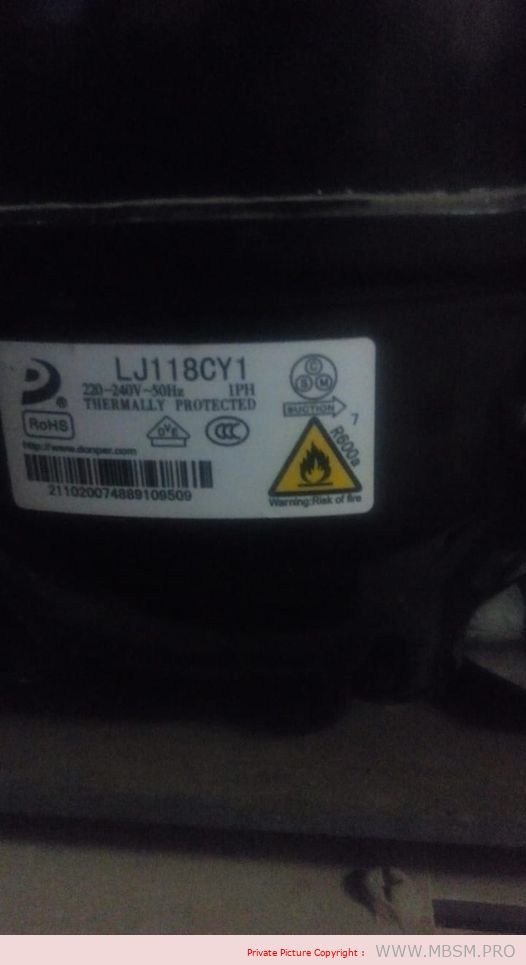 LJ118CY1
220-240V~50Hz 1PH
THERMALLY PROTECTED
C
S M
SUCTION
7
R600a
®
RoHS
DVE
CCC
http://www.donper.com
211020074889109509
Warning:Risk of fire
Private Picture Copyright : WWW.MBSM.PRO